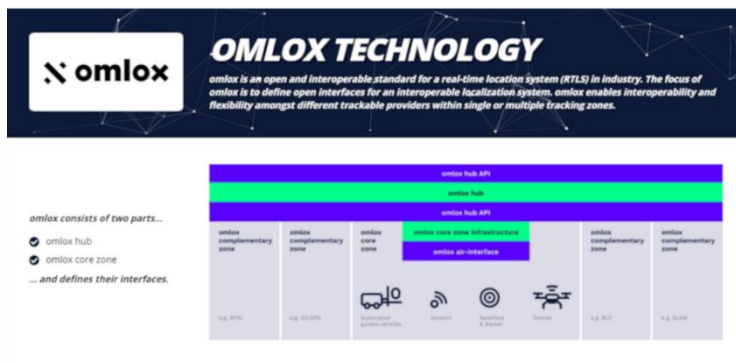 omlox
OMLOX TECHNOLOGY
omlox is an open and interoperable standard for a real-time location system (RTLS) in industry. The focus of
omlox is to define open interfaces for an interoperable localization system. omlox enables interoperability and
flexibility amongst different trackable providers within single or multiple tracking zones.
omlox consists of two parts...
omlox hub
omlox core zone
... and defines their interfaces.
omlox hub API
omlox hub
omlox hub API
omlox
complementary
zone
e.g. RFID
omlox
complementary
zone
e.g. 5G/GPS
omlox
core
zone
omlox core zone infrastructure
omlox air-interface
Automated
guided vehicles
Sensors
Satellites
& Marker
Drones
omlox
complementary
zone
e.g. BLE
omlox
complementary
zone
e.g. SLAM